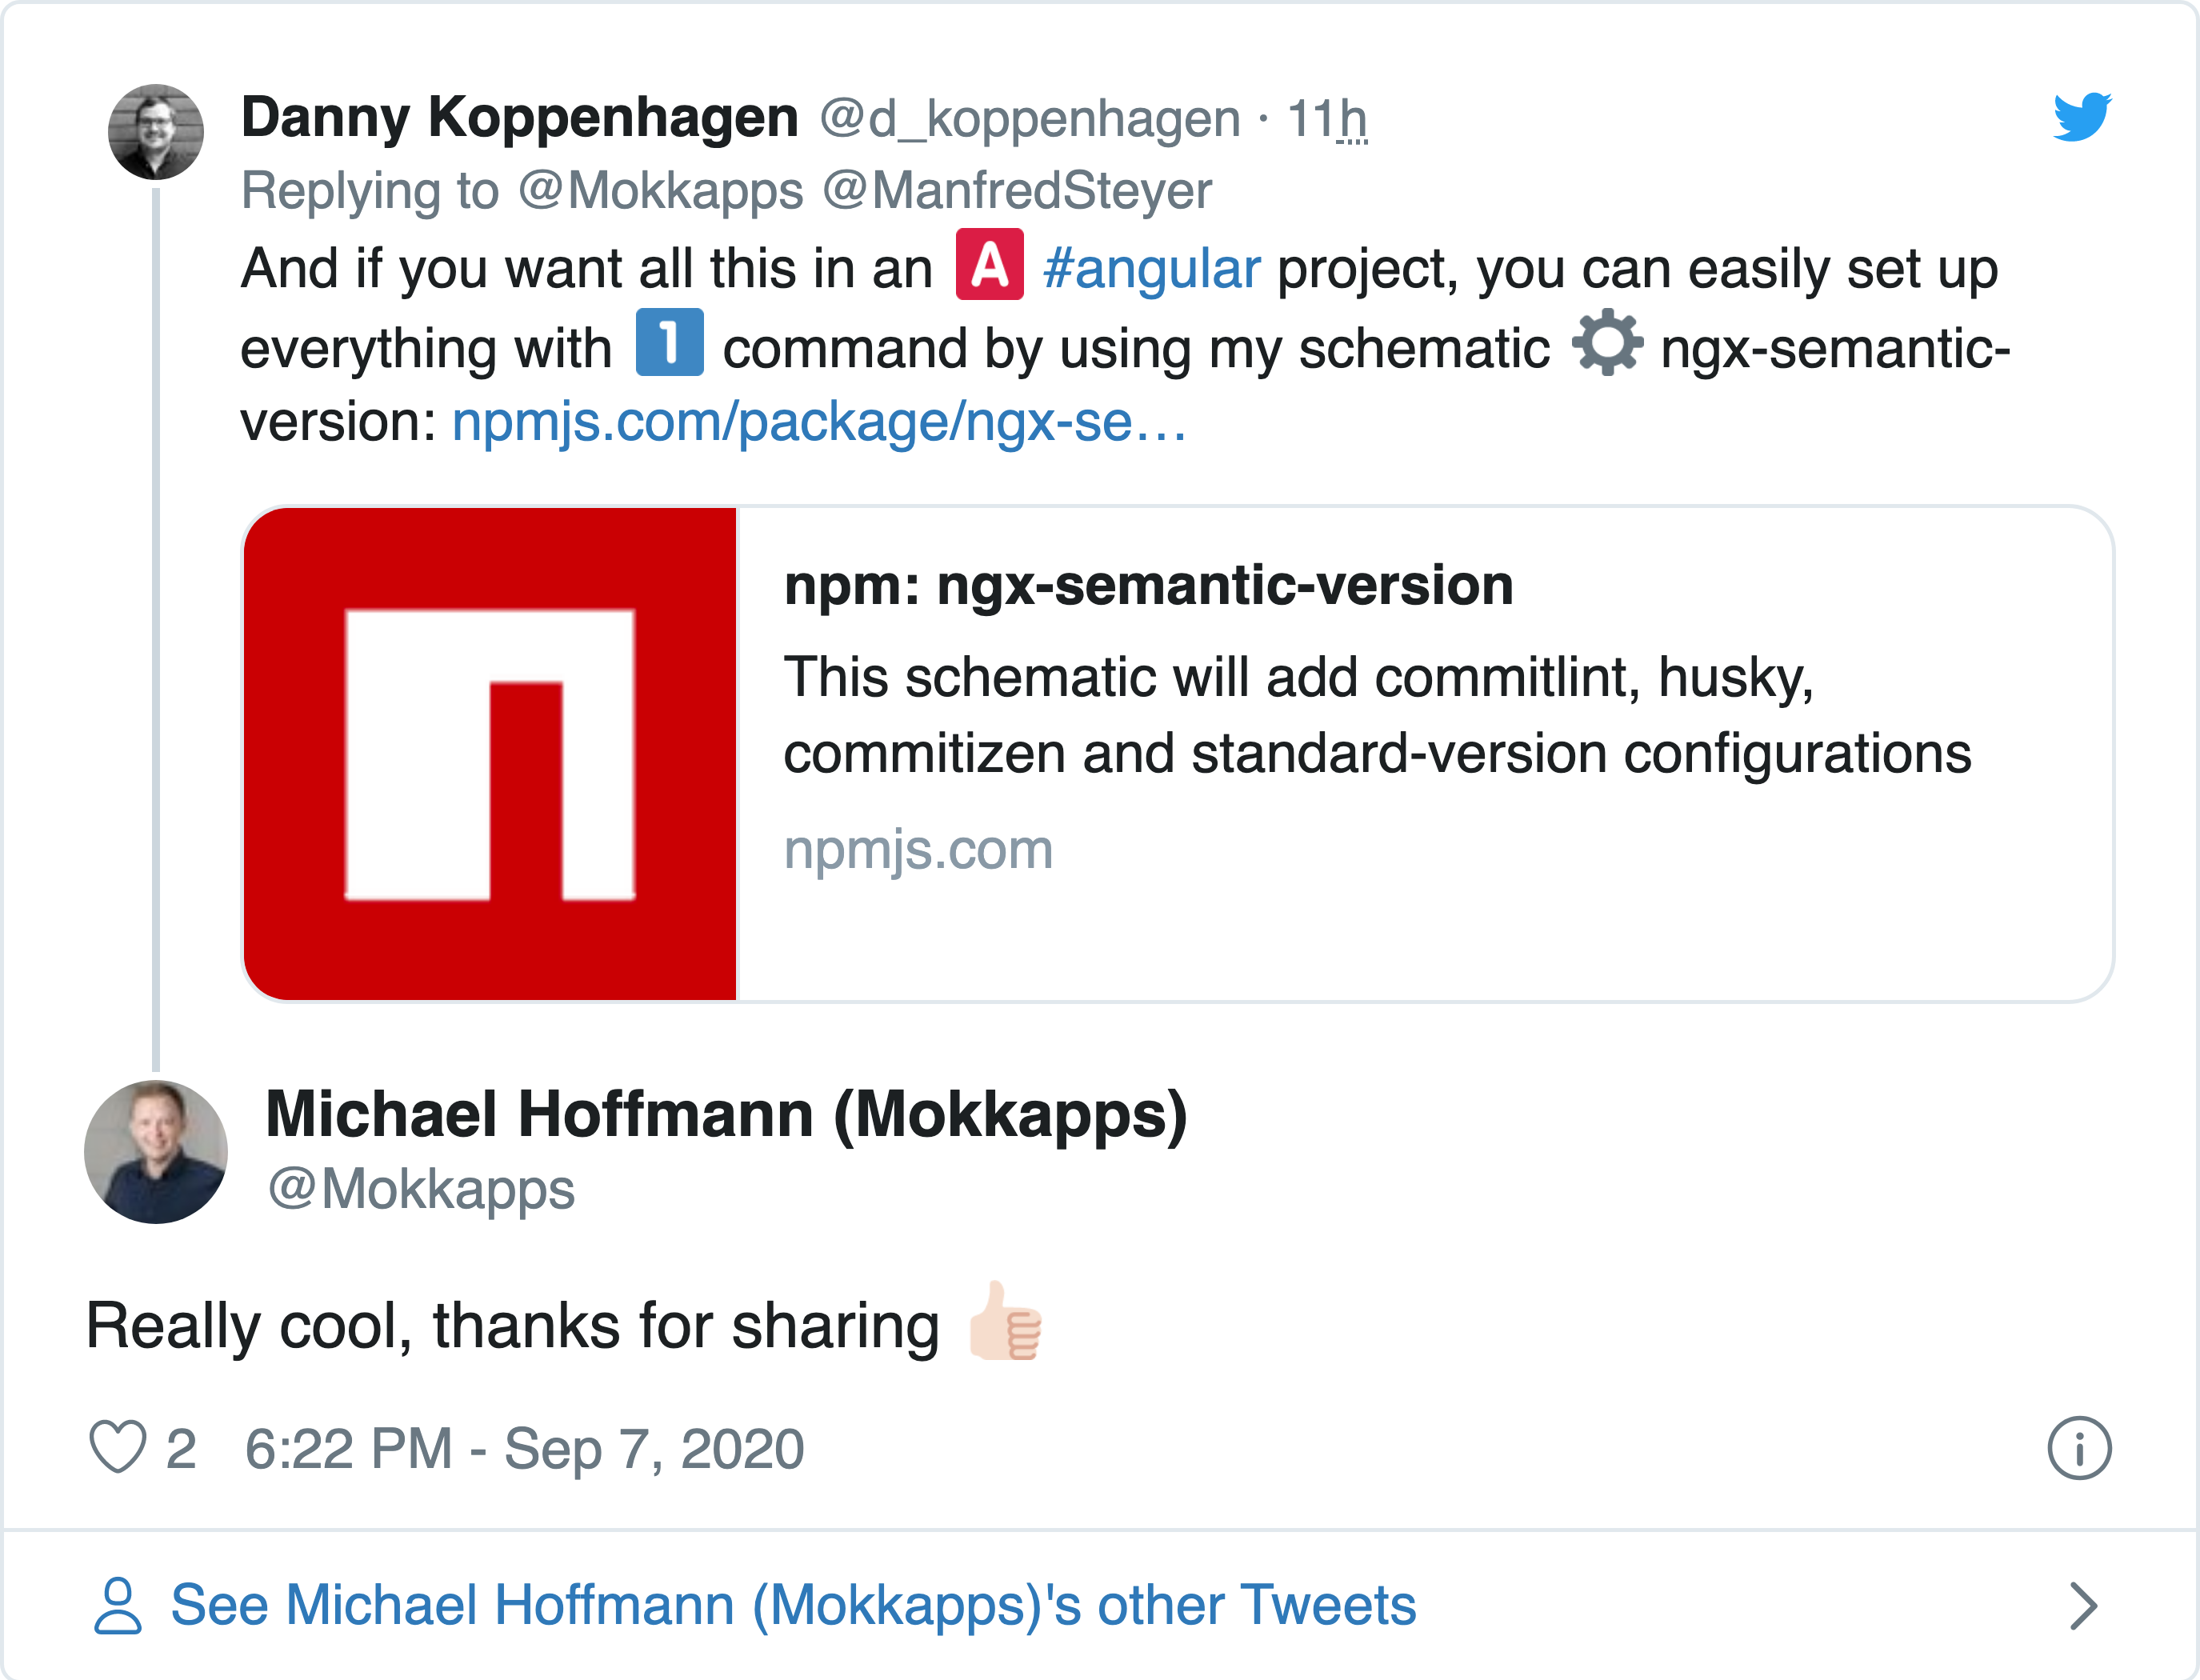 Danny Koppenhagen @d_koppenhagen · 11h
Replying to @Mokkapps @ManfredSteyer
And if you want all this in an 🅰 #angular project, you can easily set up
everything with 1️⃣ command by using my schematic ⚙ ngx-semantic-
version: npmjs.com/package/ngx-se…
npm: ngx-semantic-version
This schematic will add commitlint, husky,
commitizen and standard-version configurations
npmjs.com
Michael Hoffmann (Mokkapps)
@Mokkapps
Really cool, thanks for sharing 👍🏻
2 6:22 PM - Sep 7, 2020
See Michael Hoffmann (Mokkapps)'s other Tweets